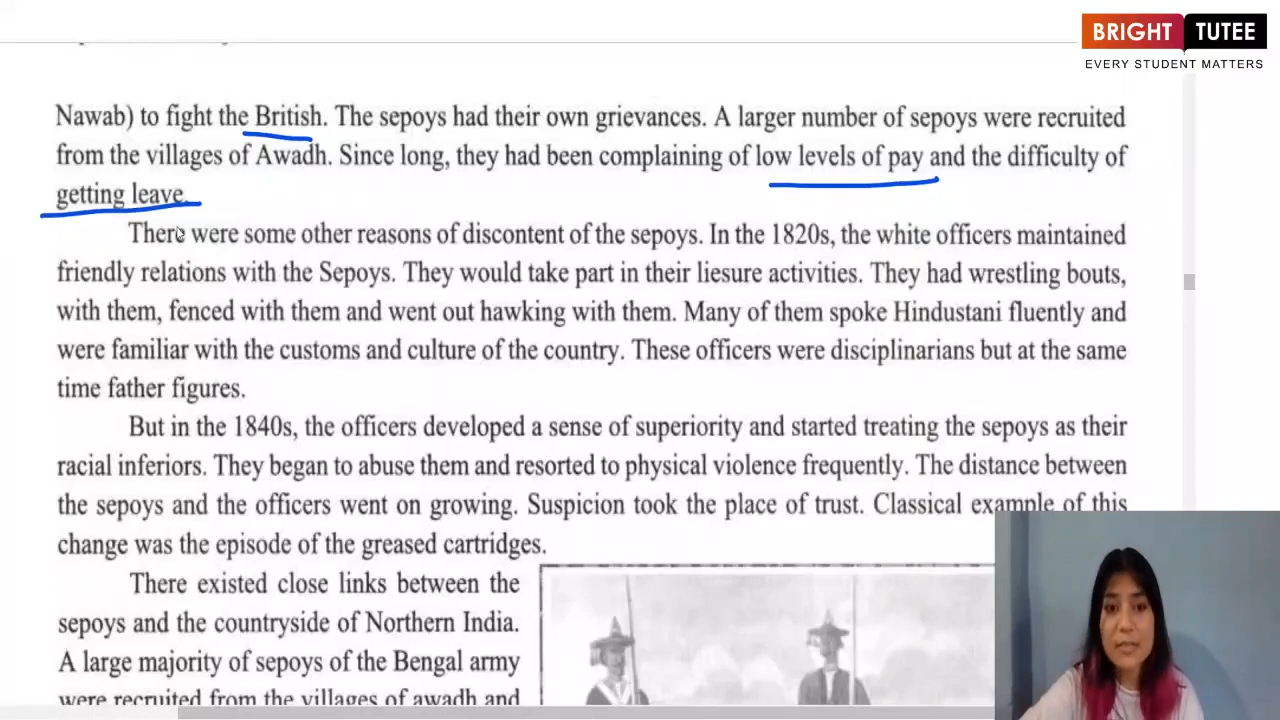 BRIGHT TUTEE
EVERY STUDENT MATTERS
Nawab) to fight the British. The sepoys had their own grievances. A larger number of sepoys were recruited
from the villages of Awadh. Since long, they had been complaining of low levels of pay and the difficulty of
getting leave.
There were some other reasons of discontent of the sepoys. In the 1820s, the white officers maintained
friendly relations with the Sepoys. They would take part in their liesure activities. They had wrestling bouts,
with them, fenced with them and went out hawking with them. Many of them spoke Hindustani fluently and
were familiar with the customs and culture of the country. These officers were disciplinarians but at the same
time father figures.
But in the 1840s, the officers developed a sense of superiority and started treating the sepoys as their
racial inferiors. They began to abuse them and resorted to physical violence frequently. The distance between
the sepoys and the officers went on growing. Suspicion took the place of trust. Classical example of this
change was the episode of the greased cartridges.
There existed close links between the
sepoys and the countryside of Northern India.
A large majority of sepoys of the Bengal army
were recruited from the villages of awadh and